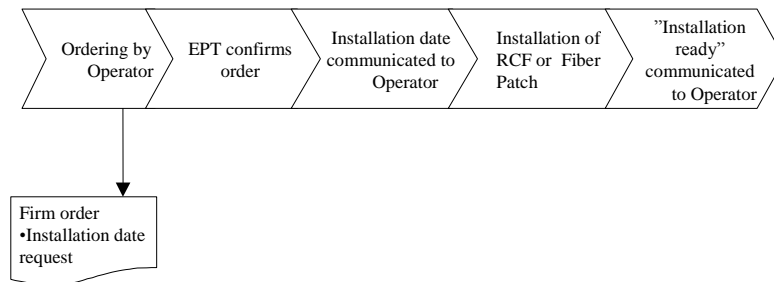 Ordering by
Operator
EPT confirms
order
Installation date
communicated to
Operator
Installation of
RCF or Fiber
Patch
”Installation
ready”
communicated
to Operator
Firm order
•Installation date
request